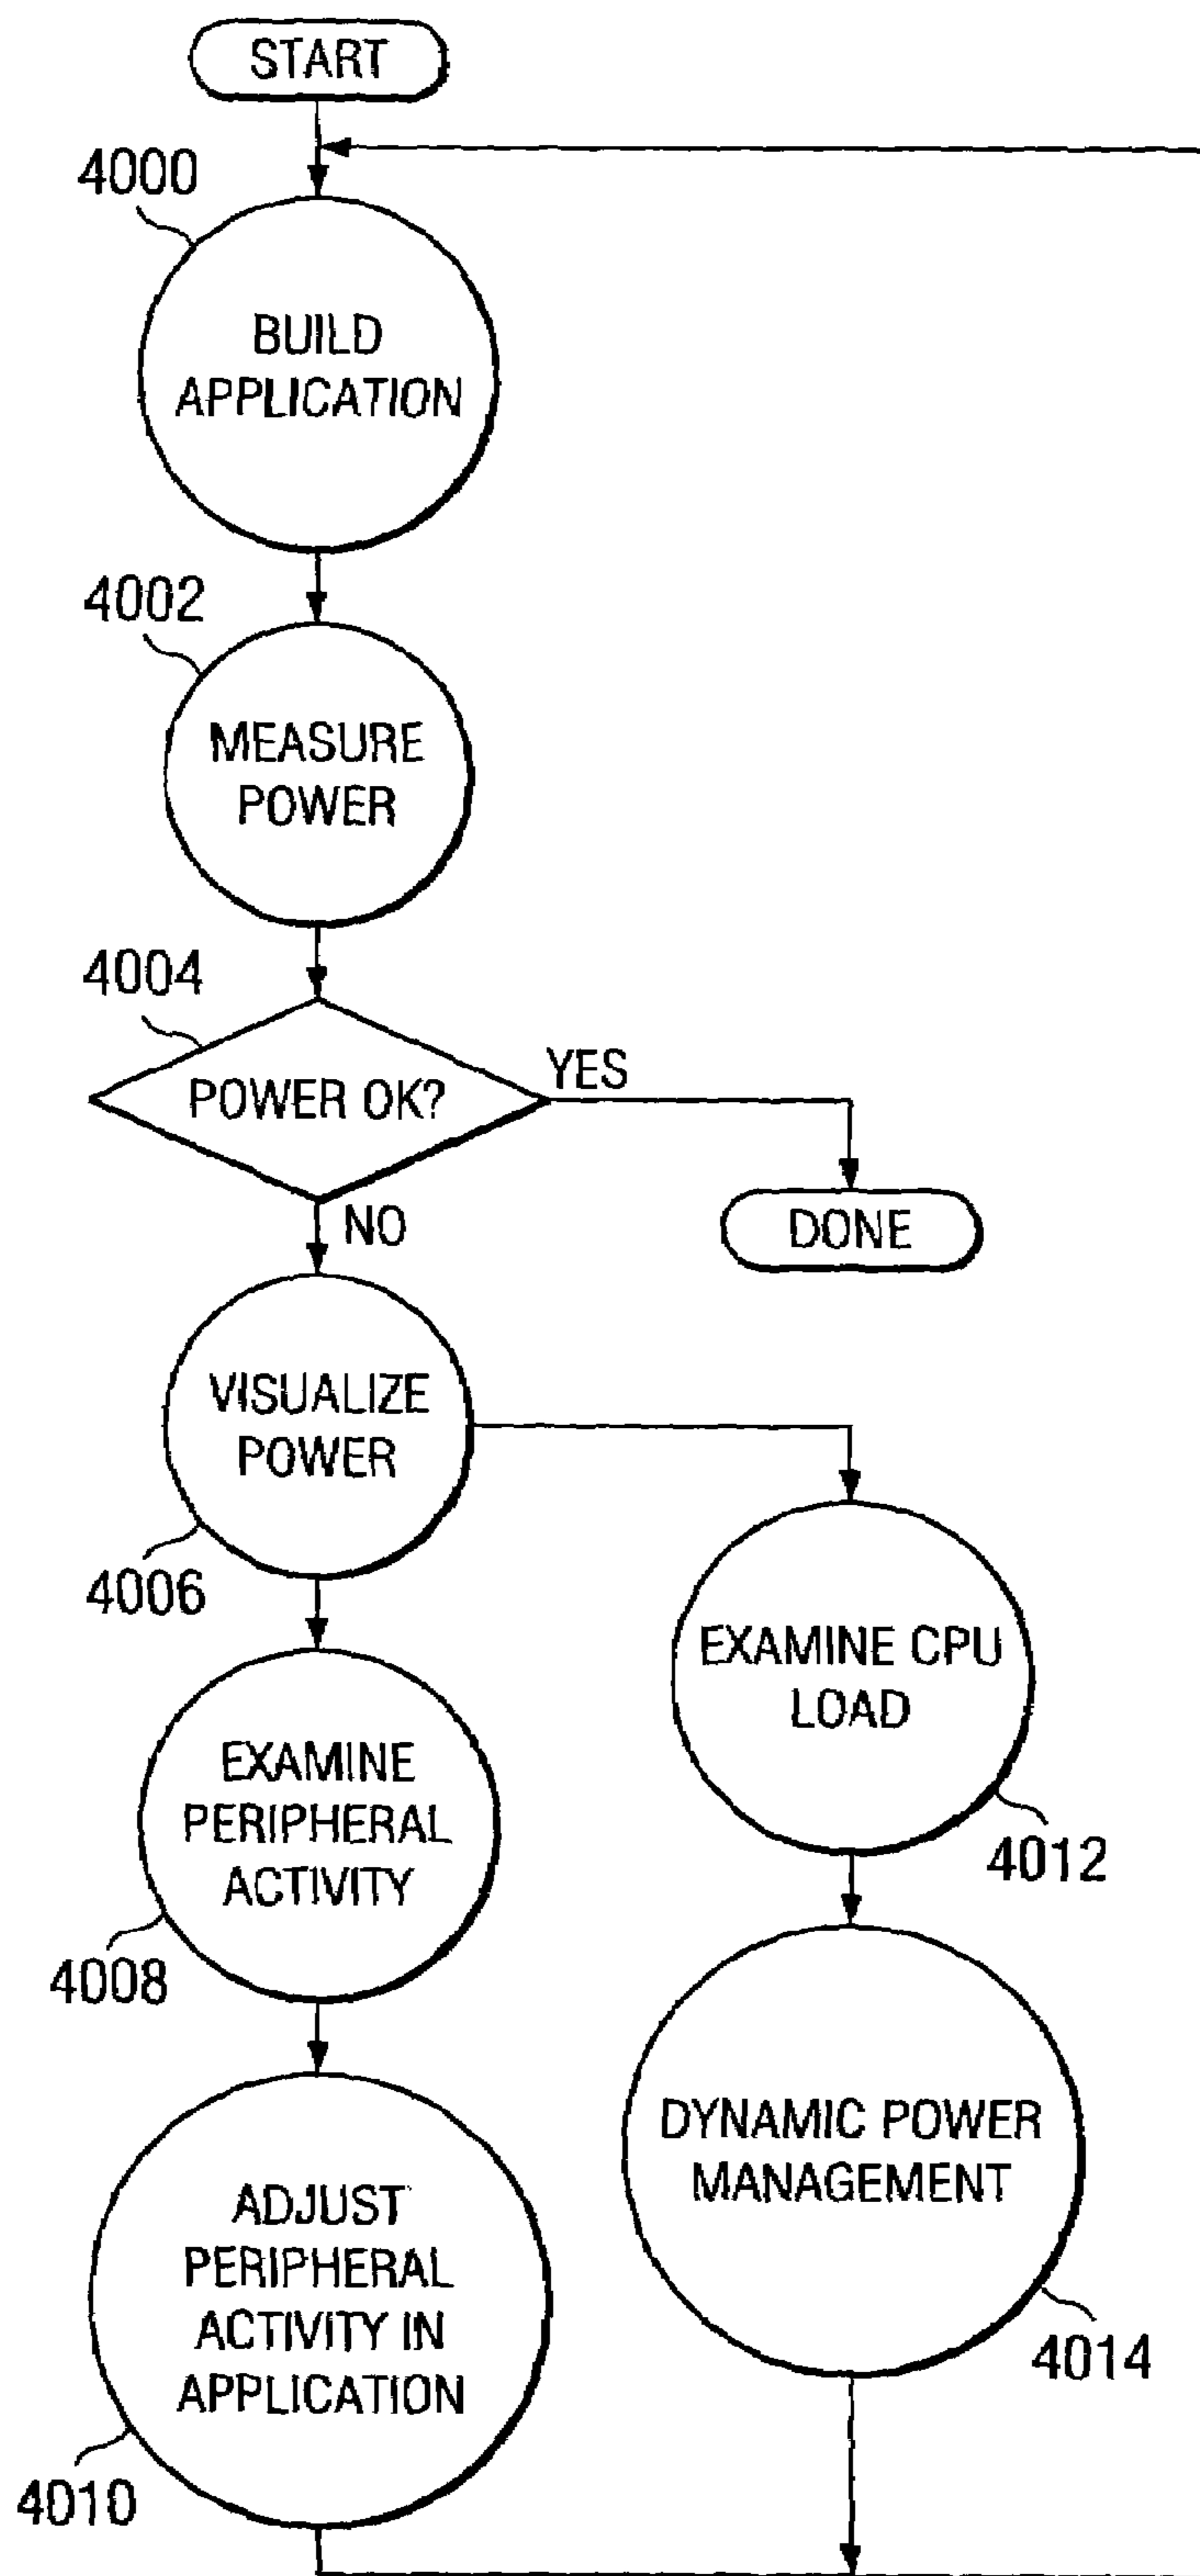 START
4000
BUILD
APPLICATION
4002
MEASURE
POWER
4004
POWER OK?
YES
DONE
NO
VISUALIZE
POWER
4006
EXAMINE CPU
LOAD
4012
EXAMINE
PERIPHERAL
ACTIVITY
4008
DYNAMIC POWER
MANAGEMENT
4014
ADJUST
PERIPHERAL
ACTIVITY IN
APPLICATION
4010